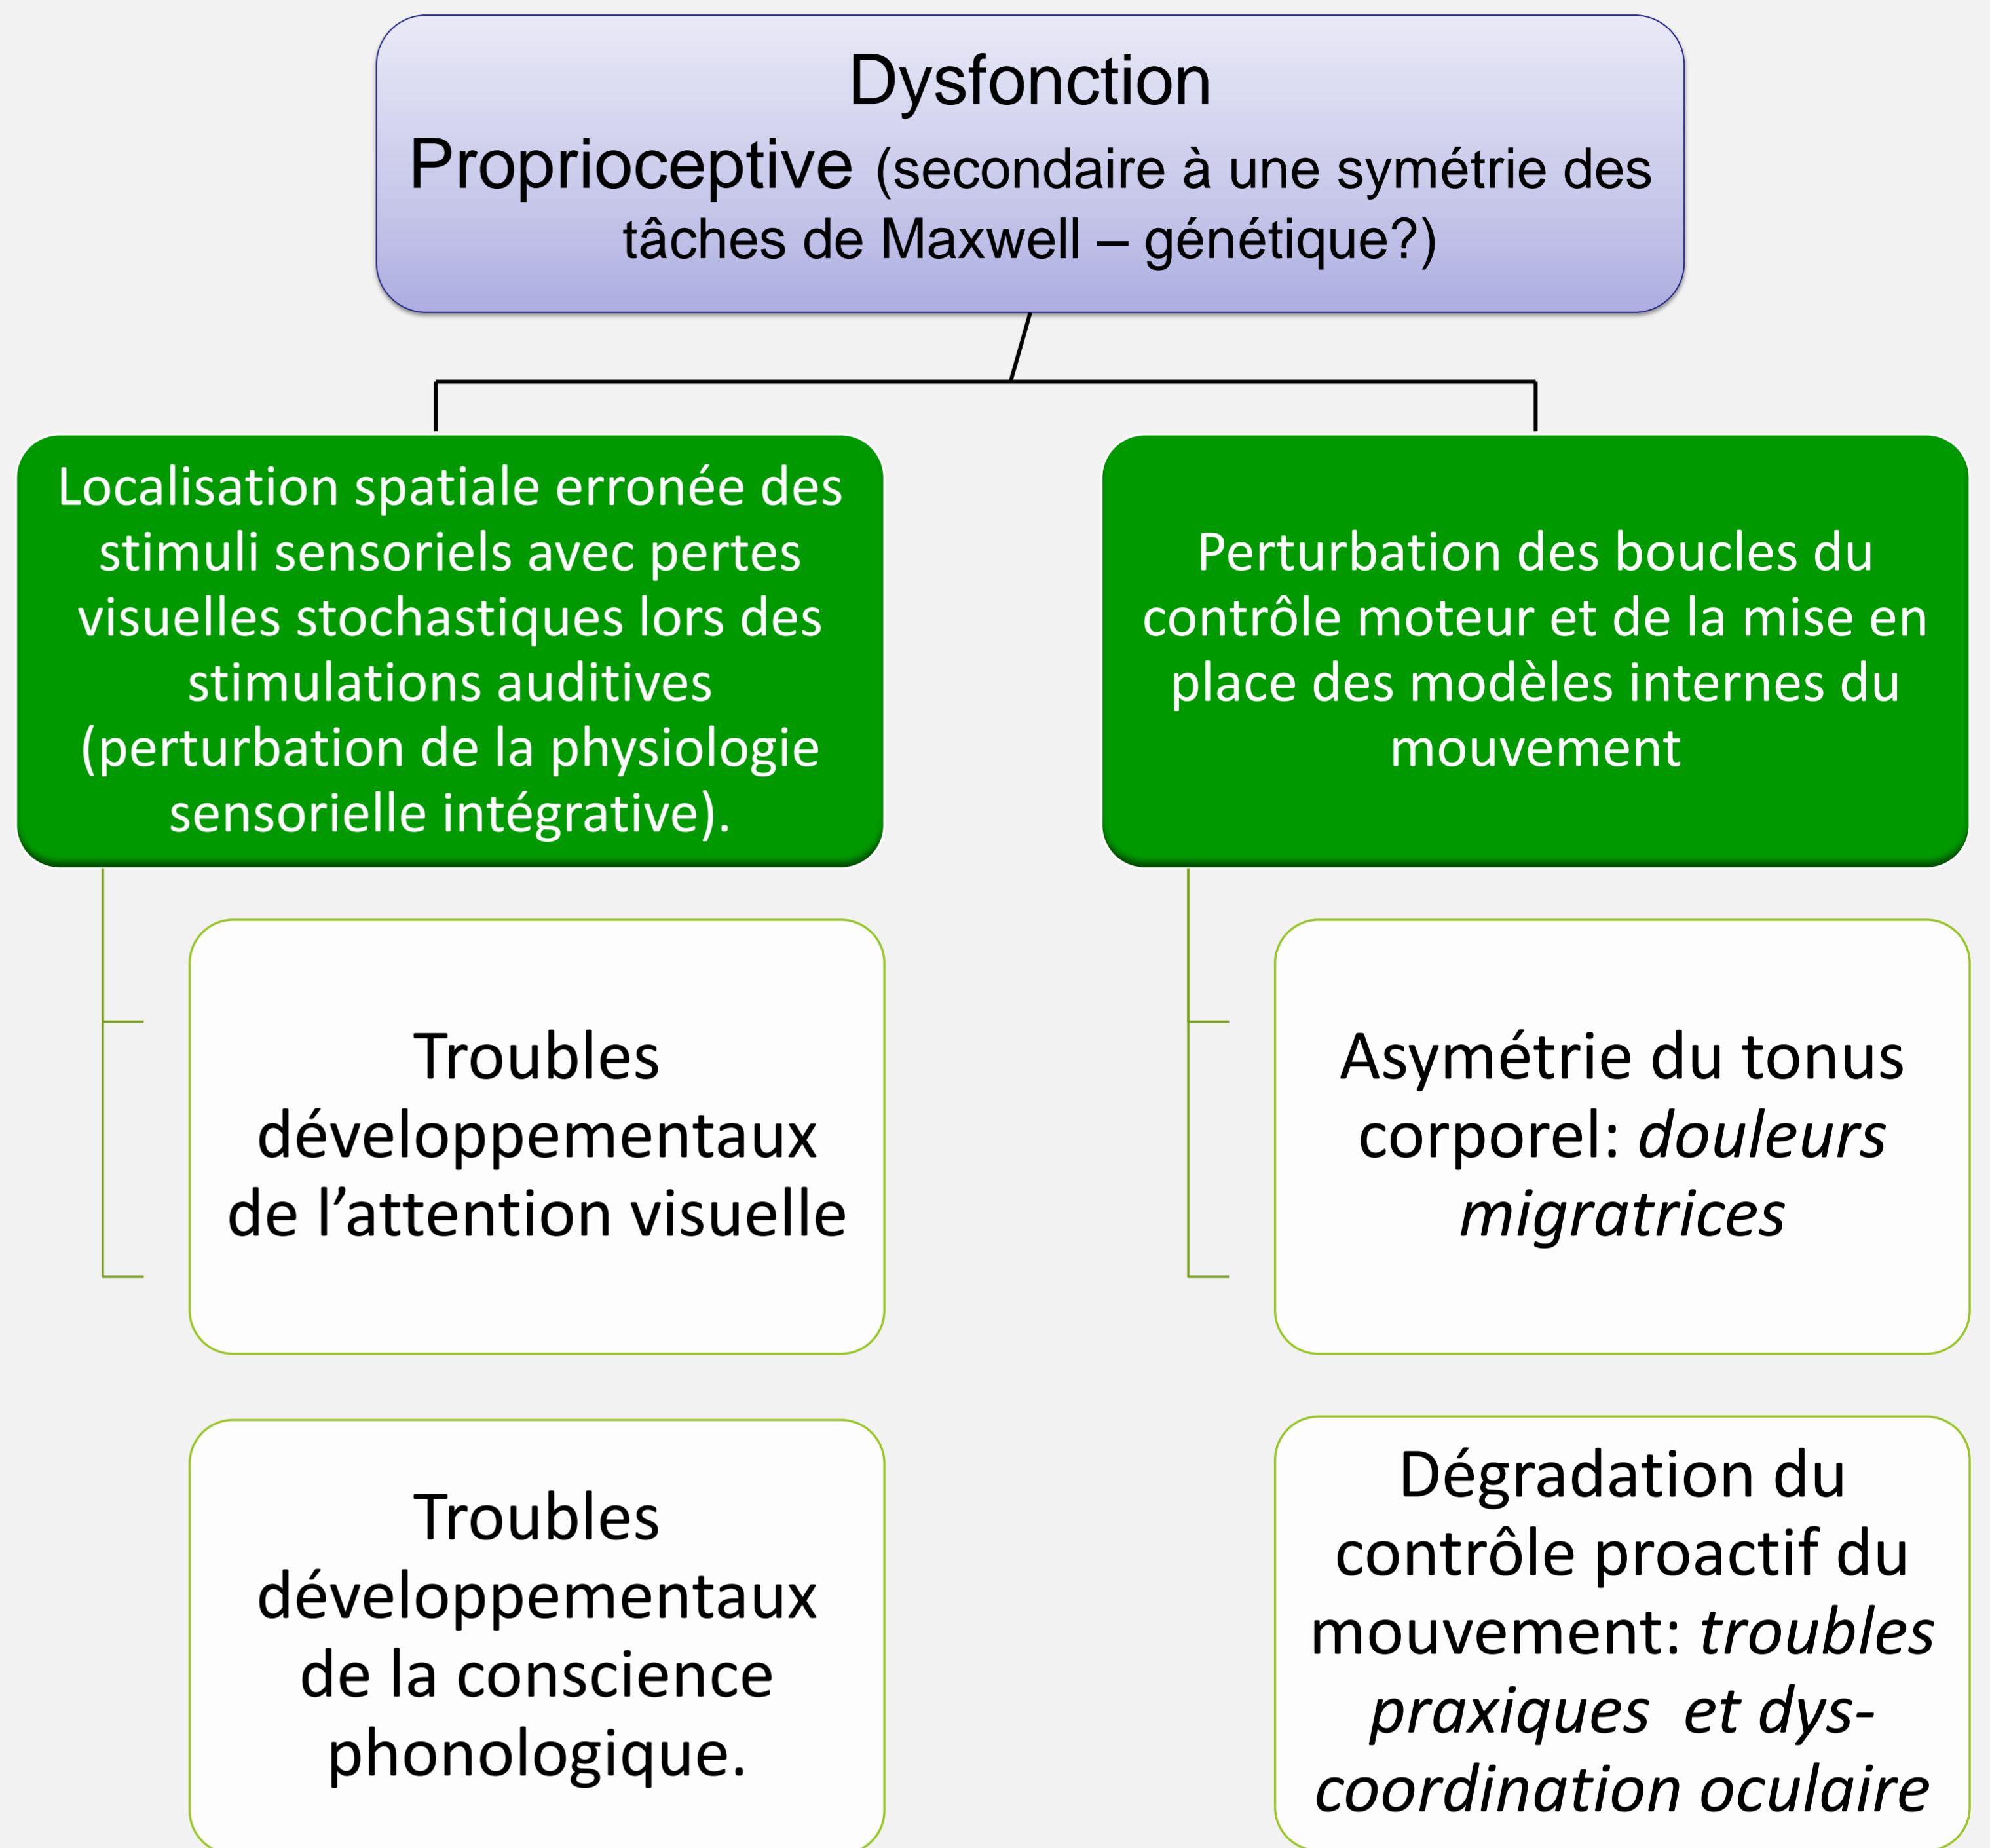 Dysfonction
Proprioceptive (secondaire à une symétrie des
tâches de Maxwell – génétique?)
Localisation spatiale erronée des
stimuli sensoriels avec pertes
visuelles stochastiques lors des
stimulations auditives
(perturbation de la physiologie
sensorielle intégrative).
Troubles
développementaux
de l’attention visuelle
Troubles
développementaux
de la conscience
phonologique.
Perturbation des boucles du
contrôle moteur et de la mise en
place des modèles internes du
mouvement
Asymétrie du tonus
corporel: douleurs
migratrices
Dégradation du
contrôle proactif du
mouvement: troubles
praxiques et dys-
coordination oculaire